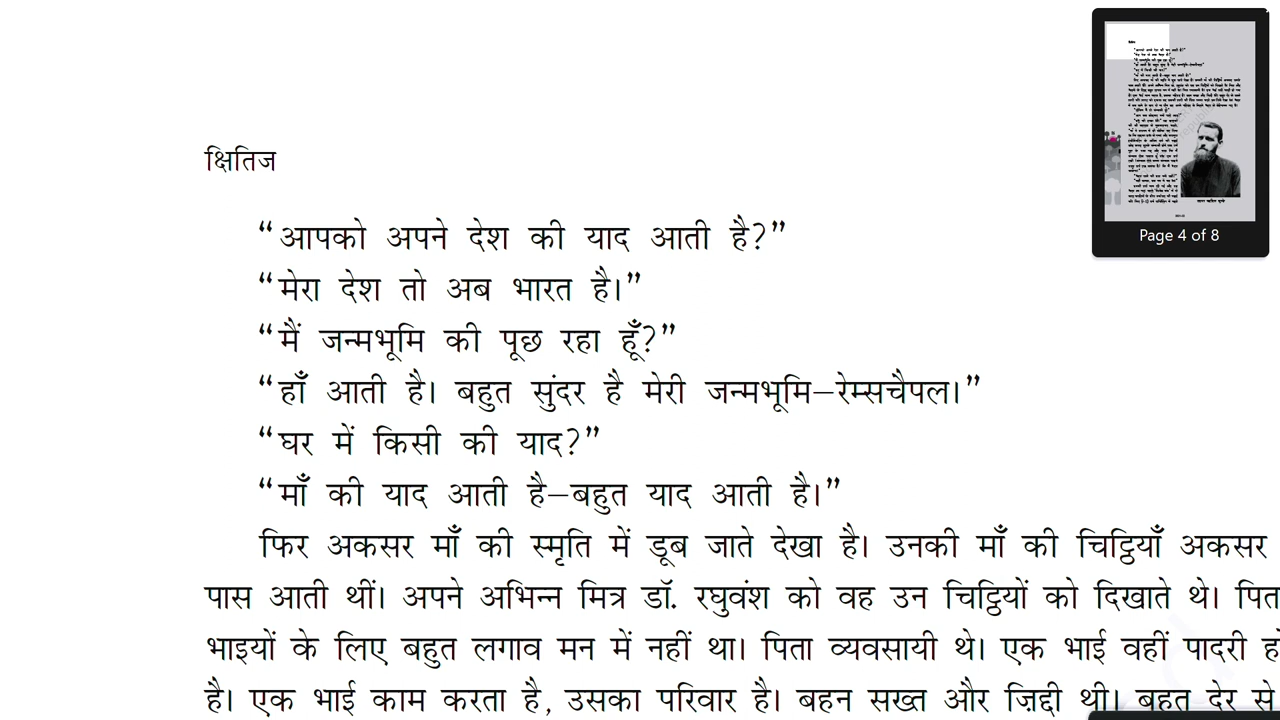 क्षितिज
“आपको अपने देश की याद आती है?”
“मेरा देश तो अब भारत है।”
“मैं जन्मभूमि की पूछ रहा हूँ?”
“हाँ आती है। बहुत सुंदर है मेरी जन्मभूमि–रेम्सचैपल।”
“घर में किसी की याद?”
“माँ की याद आती है–बहुत याद आती है।”
फिर अकसर माँ की स्मृति में डूब जाते देखा है। उनकी माँ की चिट्ठियाँ अकसर
पास आती थीं। अपने अभिन्न मित्र डॉ. रघुवंश को वह उन चिट्ठियों को दिखाते थे।
भाइयों के लिए बहुत लगाव मन में नहीं था। पिता व्यवसायी थे। एक भाई वहीं पादरी
है। एक भाई काम करता है, उसका परिवार है। बहन सख्त और ज़िद्दी थी। बहुत देर से
Page 4 of 8